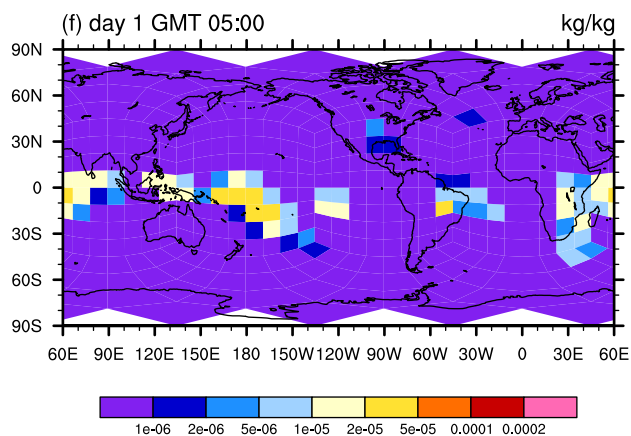 (f) day 1 GMT 05:00 kg/kg
90N
60N
30N
0
30S
60S
90S
60E 90E 120E 150E 180 150W 120W 90W 60W 30W 0 30E 60E
1e-06 2e-06 5e-06 1e-05 2e-05 5e-05 0.0001 0.0002